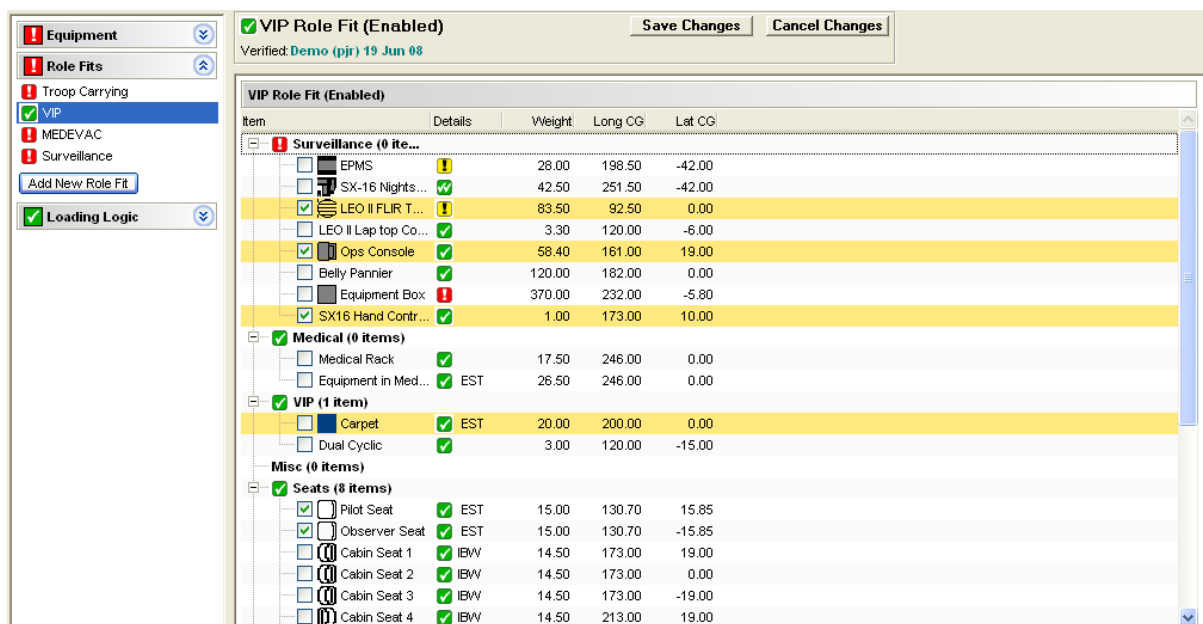 Equipment
Role Fits
Troop Carrying
VIP
MEDEVAC
Surveillance
Add New Role Fit
Loading Logic
VIP Role Fit (Enabled)
Save Changes
Cancel Changes
Verified: Demo (pjr) 19 Jun 08
VIP Role Fit (Enabled)
Item Details Weight Long CG Lat CG
Surveillance (0 ite...
EPMS 28.00 198.50 -42.00
SX-16 Nights... 42.50 251.50 -42.00
LEO II FLIR T... 83.50 92.50 0.00
LEO II Lap top Co... 3.30 120.00 -6.00
Ops Console 58.40 161.00 19.00
Belly Pannier 120.00 182.00 0.00
Equipment Box 370.00 232.00 -5.80
SX16 Hand Contr... 1.00 173.00 10.00
Medical (0 items)
Medical Rack 17.50 246.00 0.00
Equipment in Med... EST 26.50 246.00 0.00
VIP (1 item)
Carpet EST 20.00 200.00 0.00
Dual Cyclic 3.00 120.00 -15.00
Misc (0 items)
Seats (8 items)
Pilot Seat EST 15.00 130.70 15.85
Observer Seat EST 15.00 130.70 -15.85
Cabin Seat 1 IBW 14.50 173.00 19.00
Cabin Seat 2 IBW 14.50 173.00 0.00
Cabin Seat 3 IBW 14.50 173.00 -19.00
Cabin Seat 4 IBW 14.50 213.00 19.00